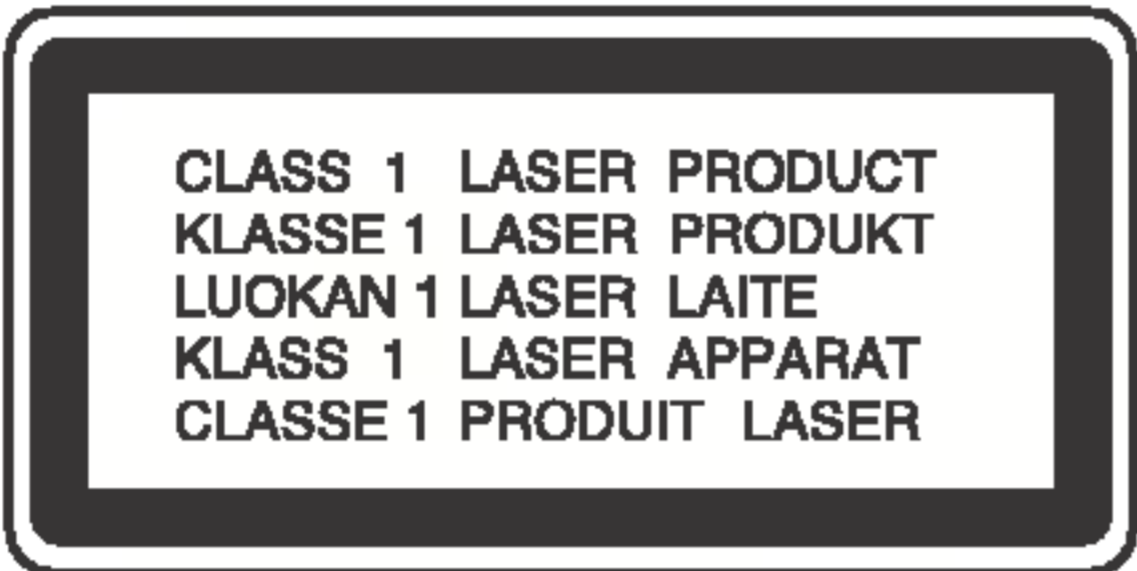 CLASS 1 LASER PRODUCT
KLASSE 1 LASER PRODUKT
LUOKAN 1 LASER LAITE
KLASS 1 LASER APPARAT
CLASSE 1 PRODUIT LASER